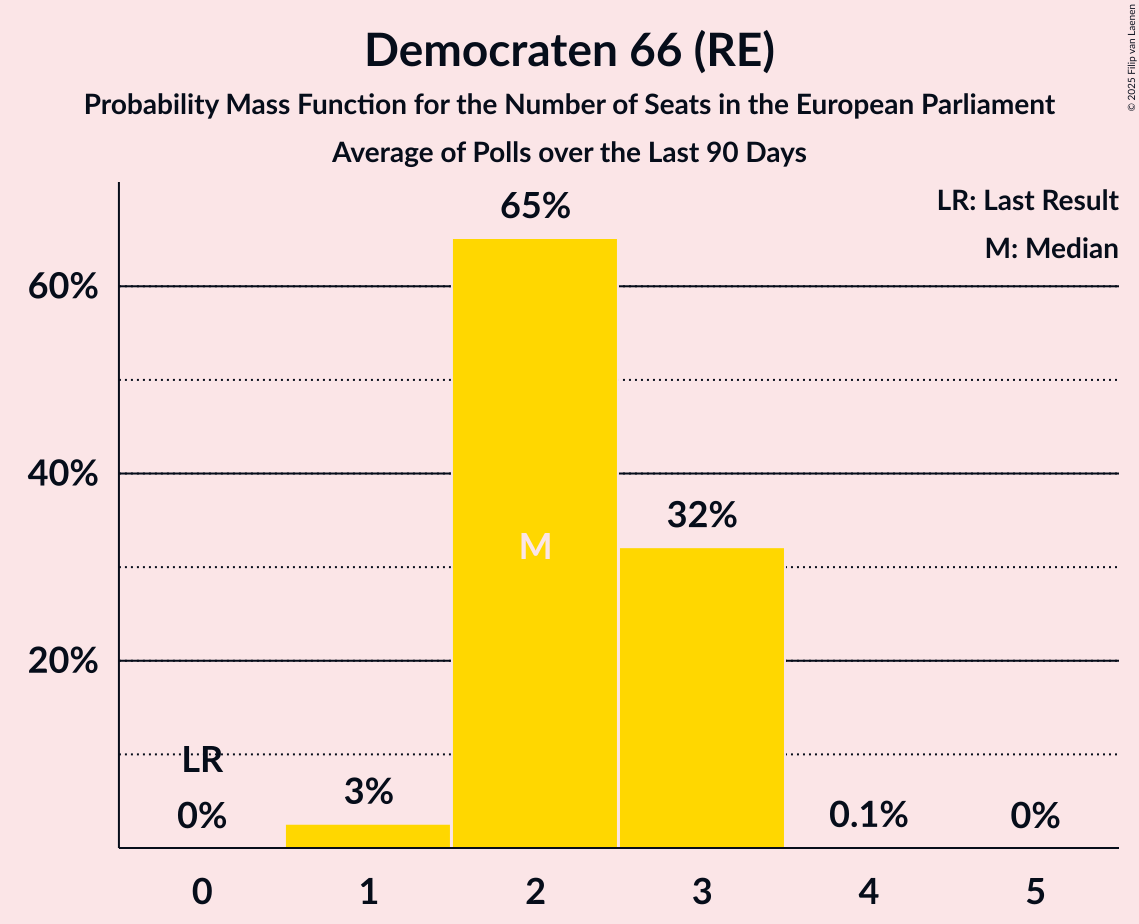 Democraten 66 (RE)
Probability Mass Function for the Number of Seats in the European Parliament
Average of Polls over the Last 90 Days
© 2025 Filip van Laenen
LR: Last Result
M: Median
65%
60%
40%
32%
M
20%
LR
0%
3%
0.1%
0%
0 1 2 3 4 5